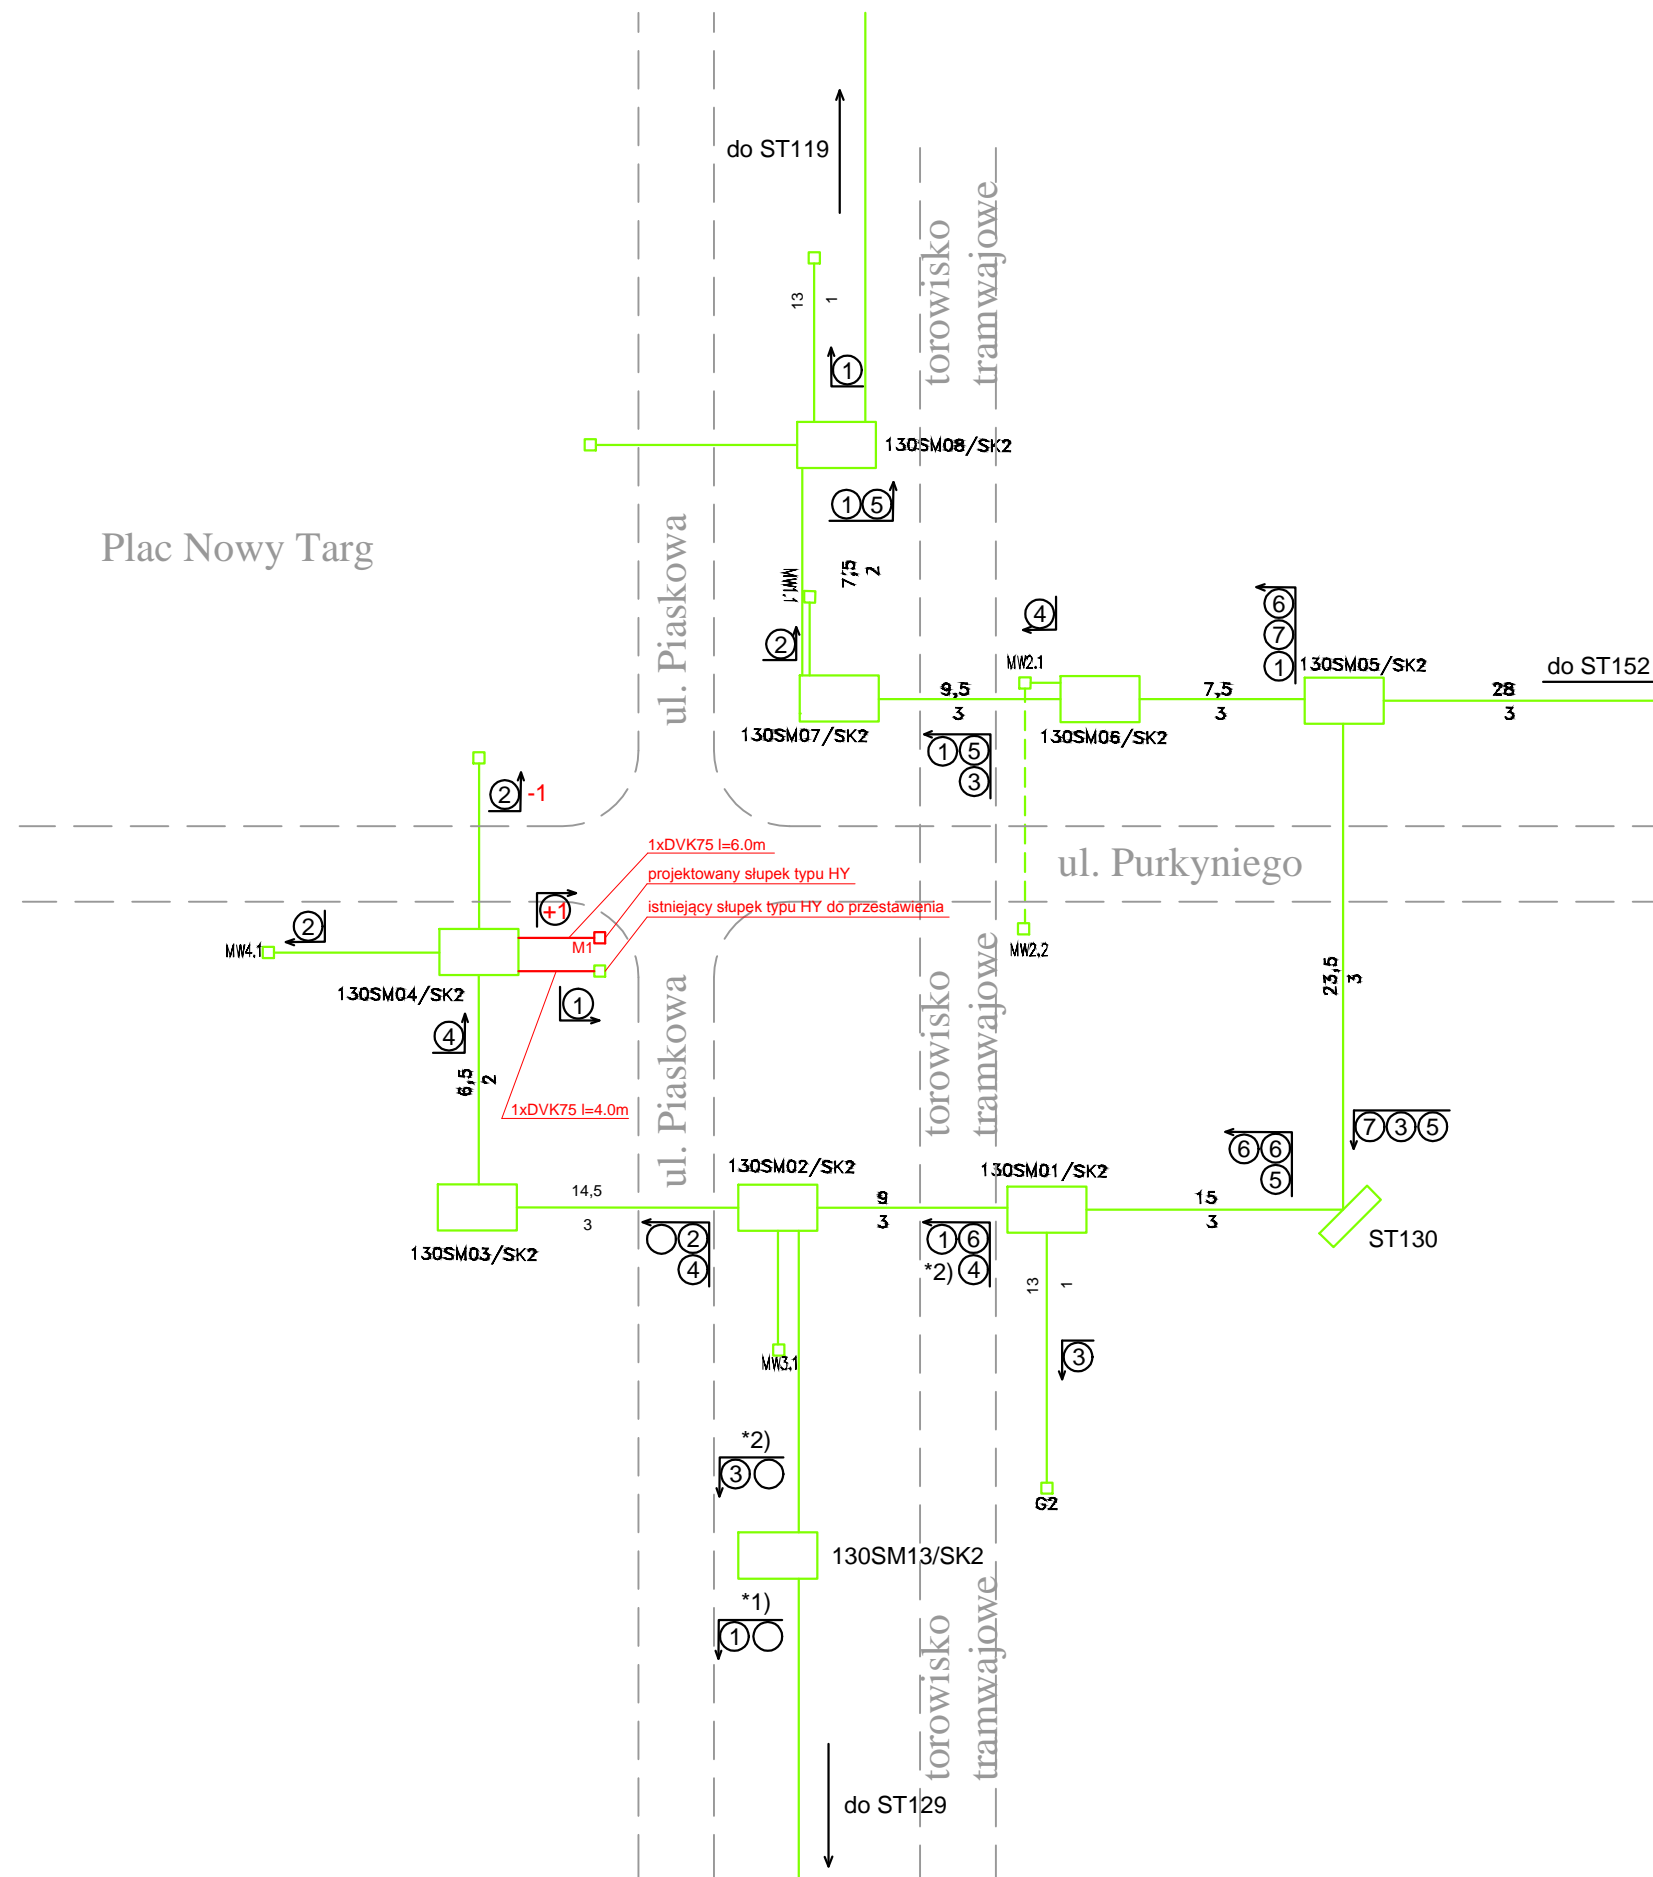 do ST119
torowisko
tramwajowe
13
1
1
130SM08/SK2
1 5
Plac Nowy Targ
ul. Piaskowa
7,5
2
MW1.1
2
4
MW2.1
6
7
1
130SM05/SK2
do ST152
9,5
3
7,5
3
28
3
130SM07/SK2
130SM06/SK2
1 5
3
2 -1
1xDVK75 l=6.0m
projektowany słupek typu HY
istniejący słupek typu HY do przestawienia
ul. Purkyniego
+1
2
MW4.1
M1
MW2.2
130SM04/SK2
1
4
6,5
2
23,5
3
ul. Piaskowa
torowisko
tramwajowe
1xDVK75 l=4.0m
7 3 5
6 6
5
130SM02/SK2
130SM01/SK2
14,5
3
9
3
15
3
ST130
130SM03/SK2
2
4
1 6
*2) 4
13
1
3
MW3.1
*2)
3
G2
130SM13/SK2
*1)
1
torowisko
tramwajowe
do ST129